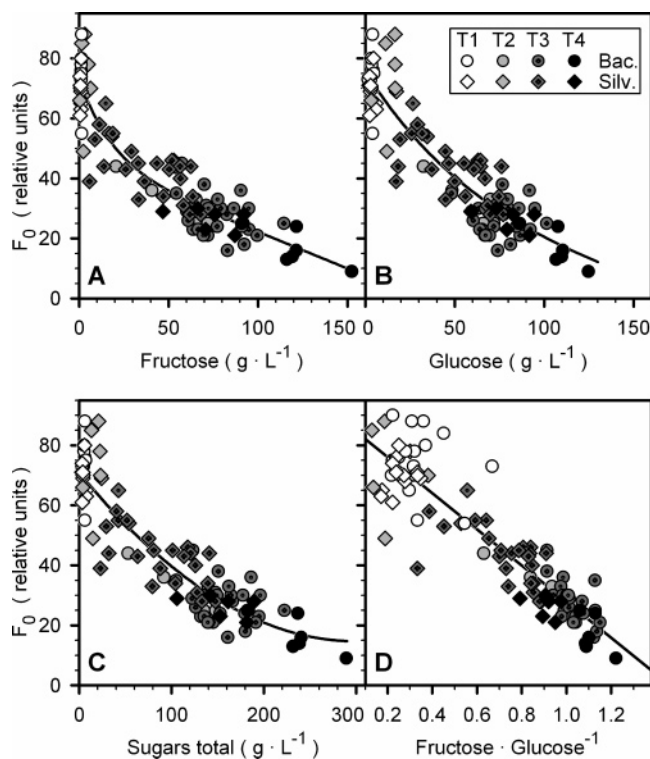 T1 T2 T3 T4
Bac.
Silv.
F₀ ( relative units )
80
60
40
20
0
A
B
0 50 100 150
0 50 100 150
Fructose ( g · L⁻¹ )
Glucose ( g · L⁻¹ )
F₀ ( relative units )
80
60
40
20
0
C
D
0 100 200 300
0.2 0.4 0.6 0.8 1.0 1.2
Sugars total ( g · L⁻¹ )
Fructose · Glucose⁻¹